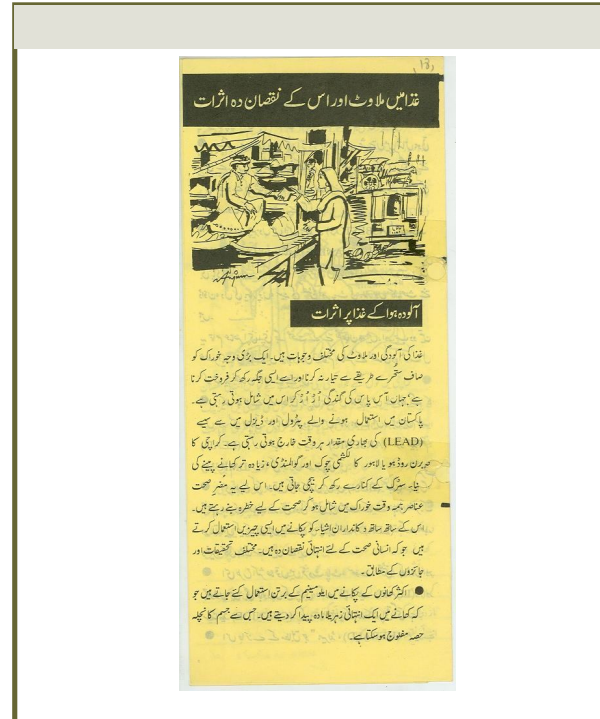 (18)
غذا میں ملاوٹ اور اس کے نقصان دہ اثرات
آلودہ ہوا کے غذا پر اثرات
غذا کی آلودگی اور ملاوٹ کی مختلف وجوہات ہیں۔ ایک بڑی وجہ خوراک کو
صاف ستھرے طریقے سے تیار نہ کرنا اور اسے ایسی جگہ رکھ کر فروخت کرنا
ہے، جہاں آس پاس کی گندگی اُڑ اُڑ کر اس میں شامل ہوتی رہتی ہے۔
پاکستان میں استعمال ہونے والے پٹرول اور ڈیزل میں سے سیسے
(LEAD) کی بھاری مقدار ہر وقت خارج ہوتی رہتی ہے۔ کراچی کا
برنس روڈ ہو یا لاہور کا لکشمی چوک اور گوالمنڈی، زیادہ تر کھانے پینے کی
اشیاء سڑک کے کنارے رکھ کر بیچی جاتی ہیں۔ اس لیے یہ مضر صحت
عناصر ہمہ وقت خوراک میں شامل ہو کر صحت کے لیے خطرہ بنے رہتے ہیں۔
اس کے ساتھ ساتھ دکاندار ان اشیاء کو پکانے میں ایسی چیزیں استعمال کرتے
ہیں جو کہ انسانی صحت کے لئے انتہائی نقصان دہ ہیں۔ مختلف تحقیقات اور
جائزوں کے مطابق۔
● اکثر کھانوں کے پکانے میں ایلومینیم کے برتن استعمال کئے جاتے ہیں جو
کہ کھانے میں ایک انتہائی زہریلا مادہ پیدا کر دیتے ہیں۔ جس سے جسم کا نچلہ
حصہ مفلوج ہو سکتا ہے۔